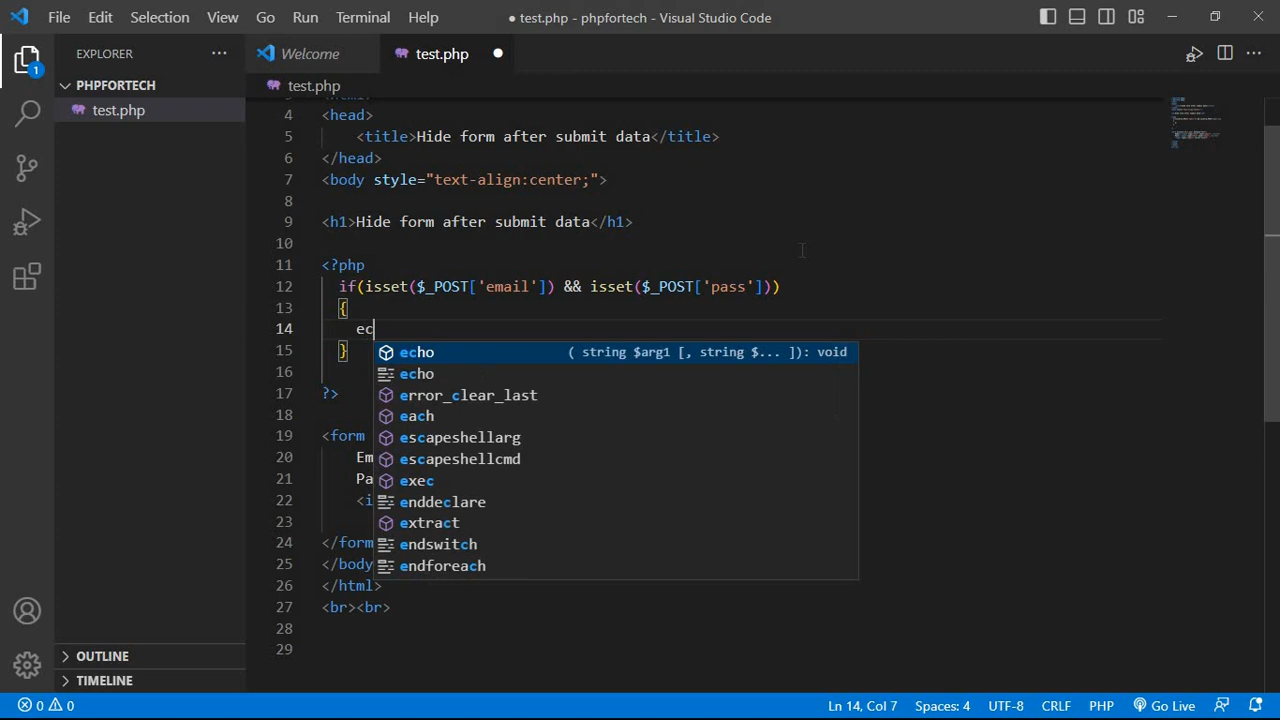 File Edit Selection View Go Run Terminal Help ● test.php - phpfortech - Visual Studio Code
EXPLORER ··· Welcome test.php ●
1
PHPFORTECH test.php
test.php
4 <head>
5 <title>Hide form after submit data</title>
6 </head>
7 <body style="text-align:center;">
8
9 <h1>Hide form after submit data</h1>
10
11 <?php
12 if(isset($_POST['email']) && isset($_POST['pass']))
13 {
14 ec
15 }
16
17 ?>
18
19 <form
20 Em
21 Pa
22 <i
23
24 </form
25 </body
26 </html>
27 <br><br>
28
29
echo ( string $arg1 [, string $... ]): void
echo
error_clear_last
each
escapeshellarg
escapeshellcmd
exec
enddeclare
extract
endswitch
endforeach
OUTLINE
TIMELINE
0 0 Ln 14, Col 7 Spaces: 4 UTF-8 CRLF PHP Go Live